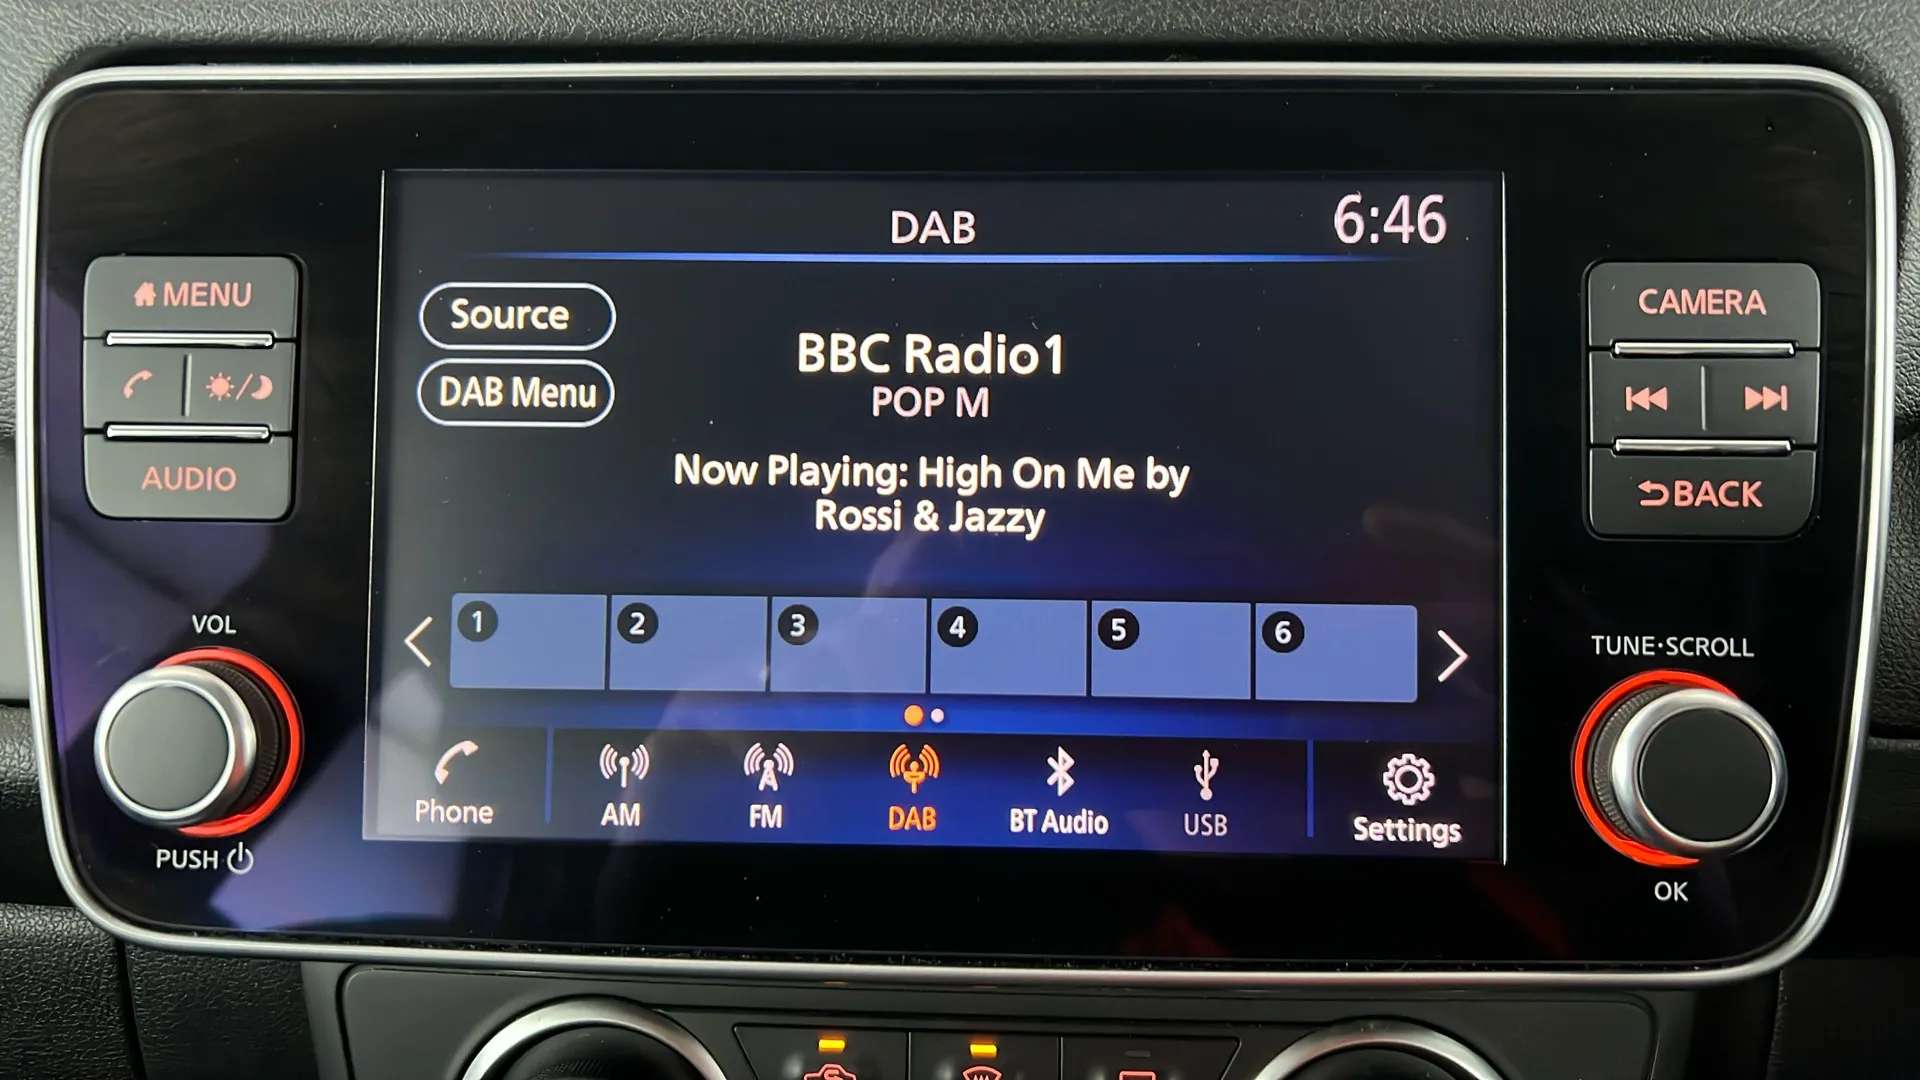 DAB
6:46
MENU
AUDIO
Source
DAB Menu
BBC Radio1
POP M
Now Playing: High On Me by
Rossi & Jazzy
CAMERA
BACK
1 2 3 4 5 6
VOL
PUSH
TUNE·SCROLL
OK
Phone
AM
FM
DAB
BT Audio
USB
Settings